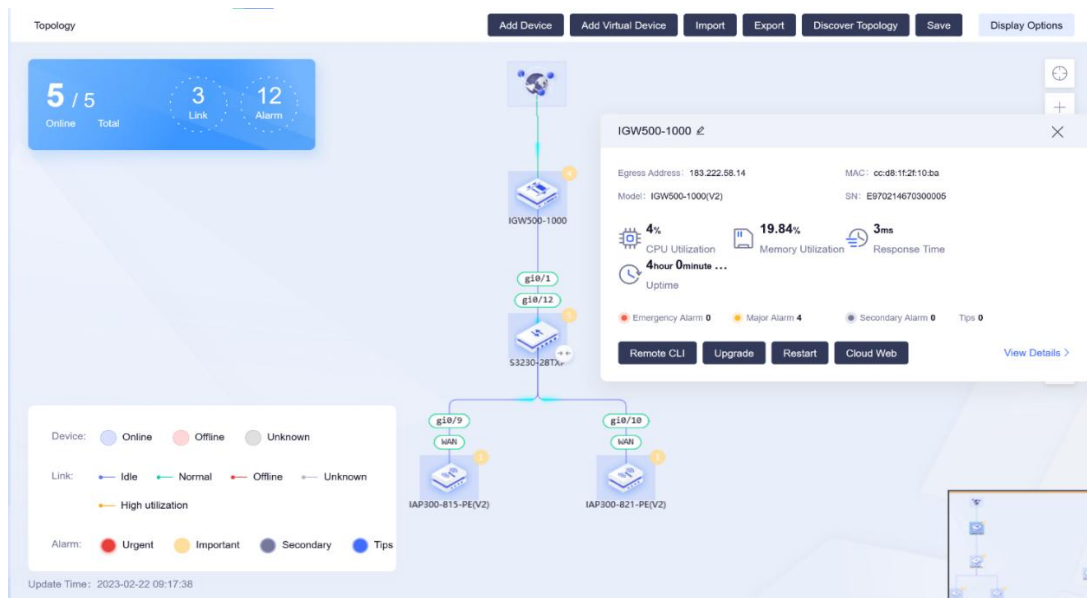 Topology
Add Device
Add Virtual Device
Import
Export
Discover Topology
Save
Display Options
5 / 5
Online Total
3
Link
12
Alarm
IGW500-1000
Egress Address: 183.222.58.14
MAC: cc:d8:1f:2f:10:ba
Model: IGW500-1000(V2)
SN: E970214670300005
4%
CPU Utilization
19.84%
Memory Utilization
3ms
Response Time
4hour 0minute ...
Uptime
Emergency Alarm 0
Major Alarm 4
Secondary Alarm 0
Tips 0
Remote CLI
Upgrade
Restart
Cloud Web
View Details >
4
IGW500-1000
gi0/1
gi0/12
S3230-28TXF
gi0/9
WAN
IAP300-815-PE(V2)
gi0/10
WAN
IAP300-821-PE(V2)
Device: Online Offline Unknown
Link: Idle Normal Offline Unknown
High utilization
Alarm: Urgent Important Secondary Tips
Update Time: 2023-02-22 09:17:38